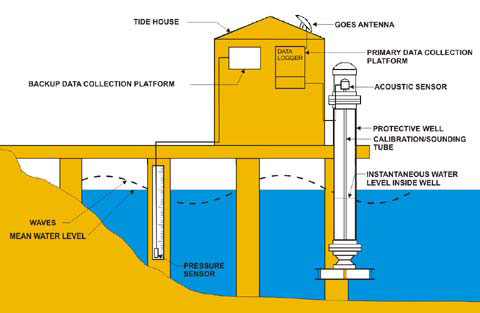 TIDE HOUSE
GOES ANTENNA
DATA
LOGGER
PRIMARY DATA COLLECTION
PLATFORM
BACKUP DATA COLLECTION PLATFORM
ACOUSTIC SENSOR
PROTECTIVE WELL
CALIBRATION/SOUNDING
TUBE
INSTANTANEOUS WATER
LEVEL INSIDE WELL
WAVES
MEAN WATER LEVEL
PRESSURE
SENSOR